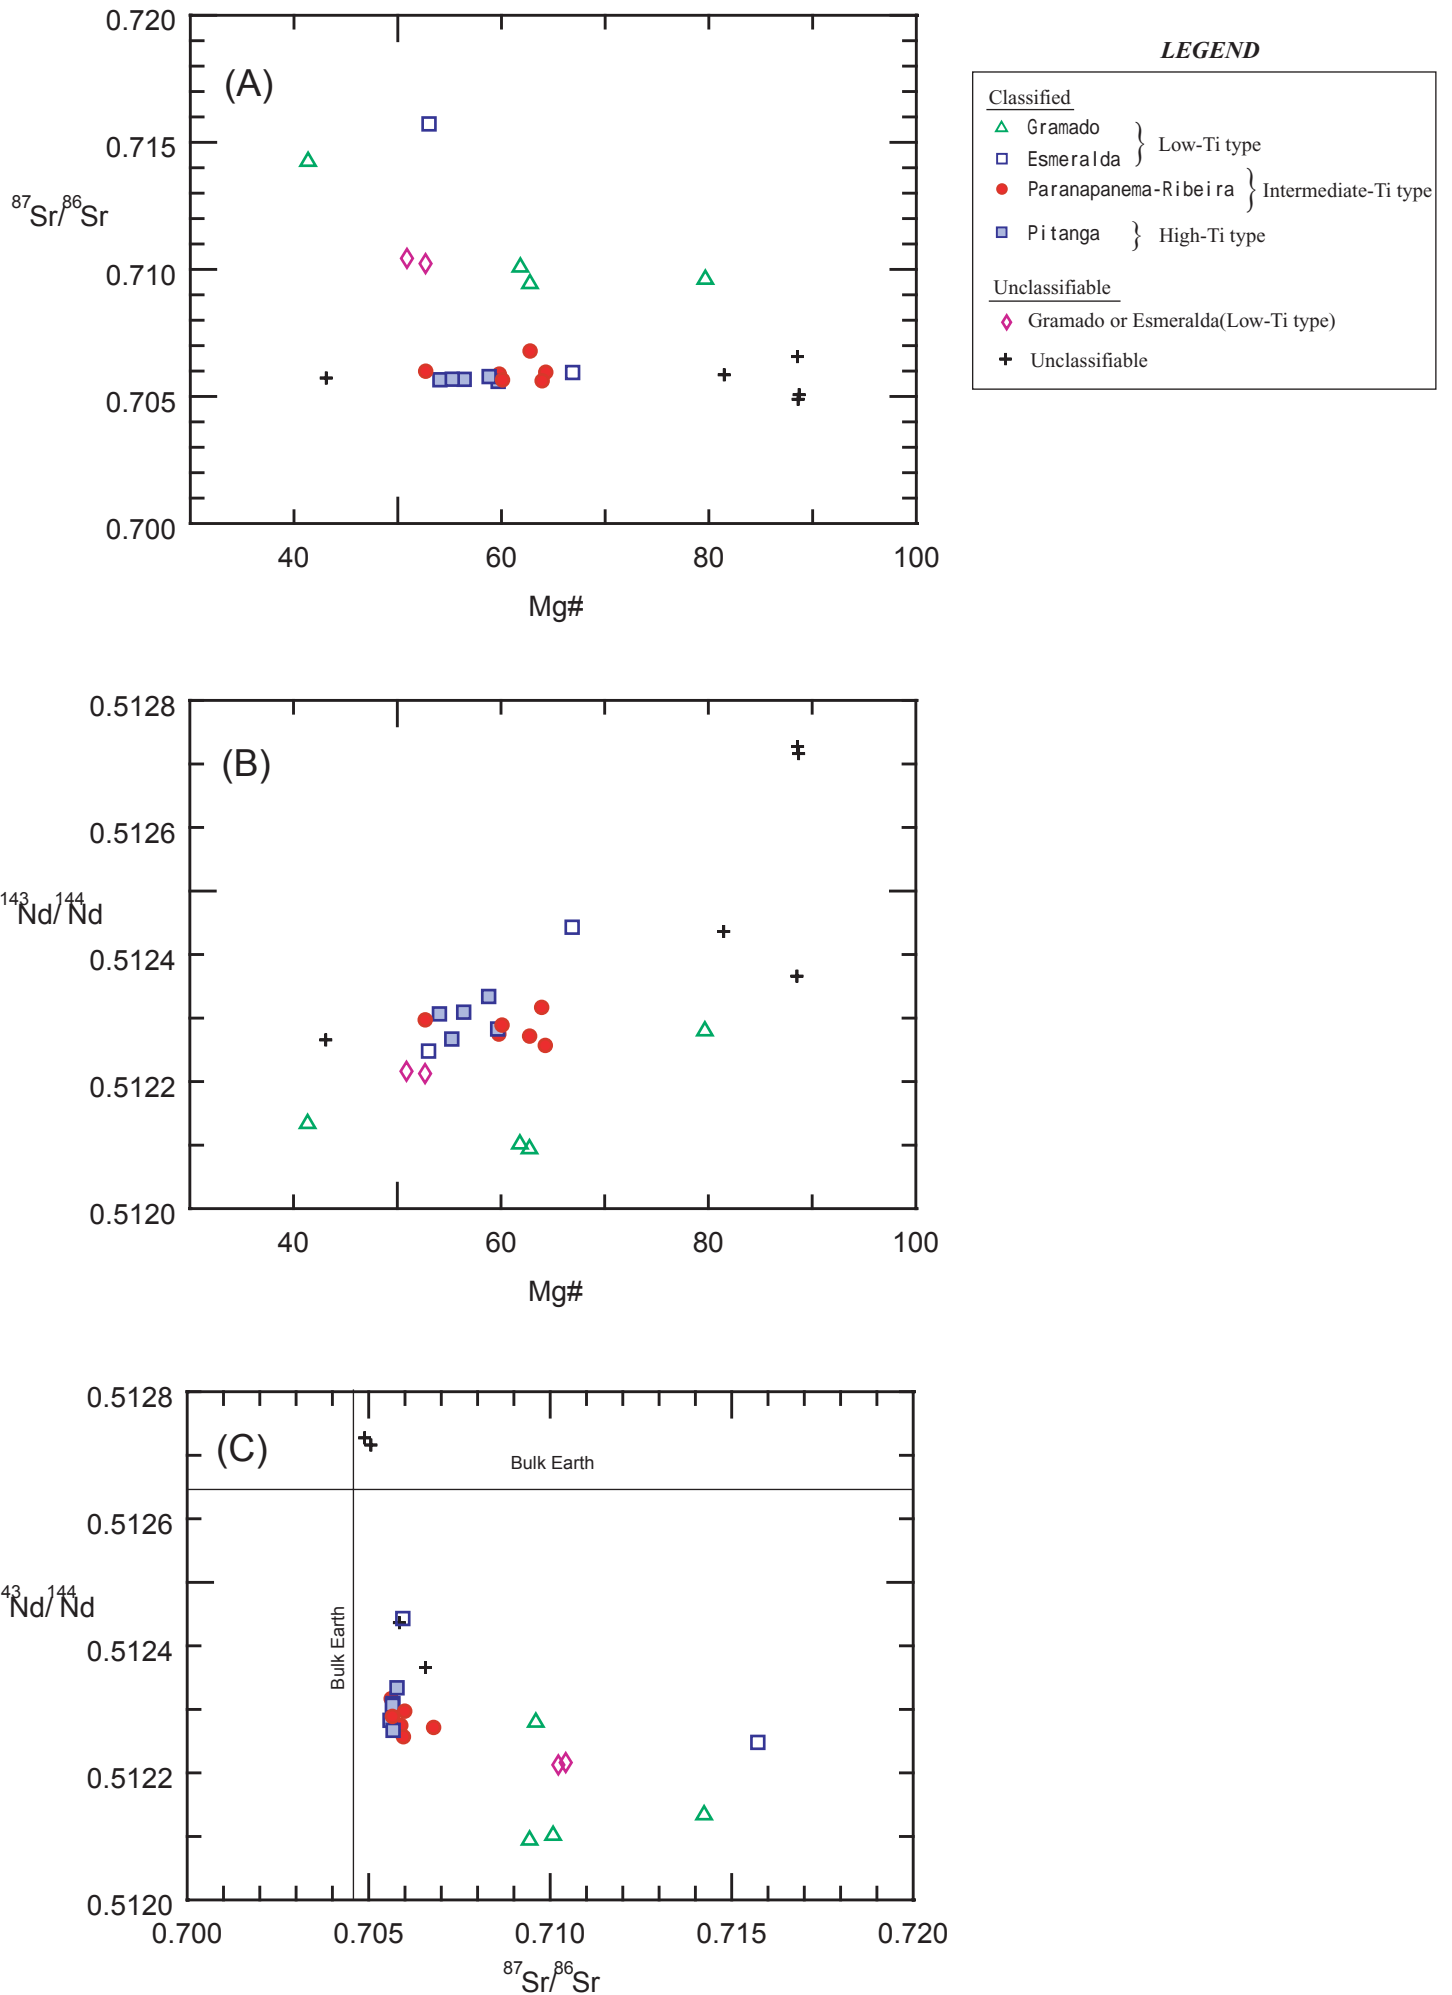 0.720
(A)
0.715
87Sr/86Sr
0.710
0.705
0.700
40 60 80 100
Mg#
LEGEND
Classified
Gramado
Esmeralda
} Low-Ti type
Paranapanema-Ribeira } Intermediate-Ti type
Pitanga } High-Ti type
Unclassifiable
Gramado or Esmeralda(Low-Ti type)
Unclassifiable
0.5128
(B)
0.5126
143Nd/144Nd
0.5124
0.5122
0.5120
40 60 80 100
Mg#
0.5128
(C)
Bulk Earth
0.5126
43Nd/144Nd
Bulk Earth
0.5124
0.5122
0.5120
0.700 0.705 0.710 0.715 0.720
87Sr/86Sr